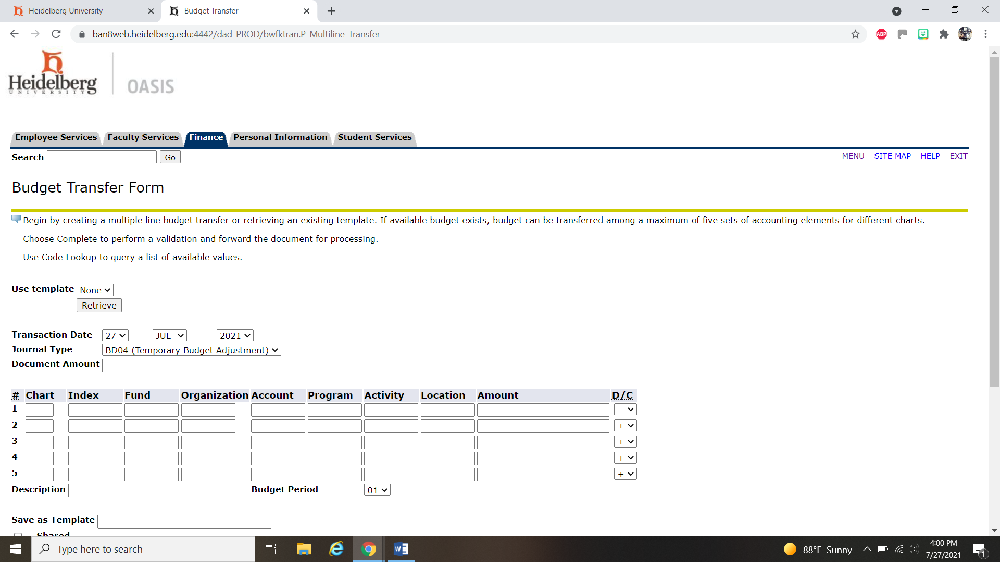 Heidelberg University
Budget Transfer
ban8web.heidelberg.edu:4442/dad_PROD/bwfktran.P_Multiline_Transfer
ABP
Heidelberg
UNIVERSITY
OASIS
Employee Services Faculty Services Finance Personal Information Student Services
Search Go MENU SITE MAP HELP EXIT
Budget Transfer Form
Begin by creating a multiple line budget transfer or retrieving an existing template. If available budget exists, budget can be transferred among a maximum of five sets of accounting elements for different charts.
Choose Complete to perform a validation and forward the document for processing.
Use Code Lookup to query a list of available values.
Use template None
Retrieve
Transaction Date 27 JUL 2021
Journal Type BD04 (Temporary Budget Adjustment)
Document Amount
# Chart Index Fund Organization Account Program Activity Location Amount D/C
1 -
2 +
3 +
4 +
5 +
Description Budget Period 01
Save as Template
Shared
Type here to search
88°F Sunny
4:00 PM
7/27/2021
1